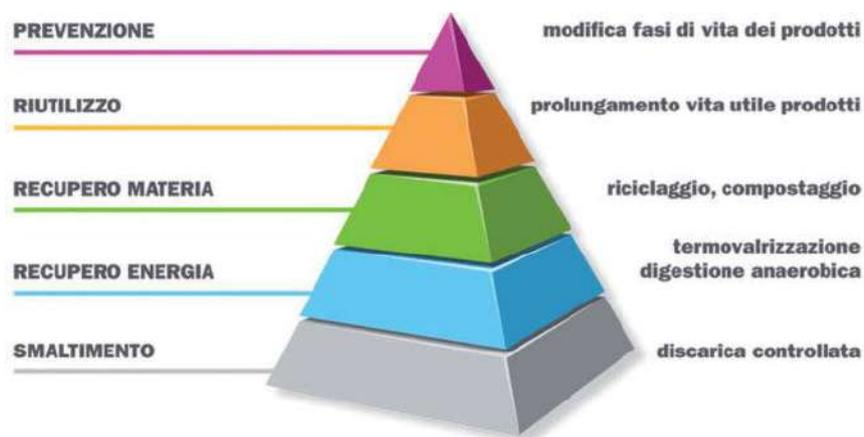 PREVENZIONE
modifica fasi di vita dei prodotti
RIUTILIZZO
prolungamento vita utile prodotti
RECUPERO MATERIA
riciclaggio, compostaggio
RECUPERO ENERGIA
termovalrizzazione
digestione anaerobica
SMALTIMENTO
discarica controllata